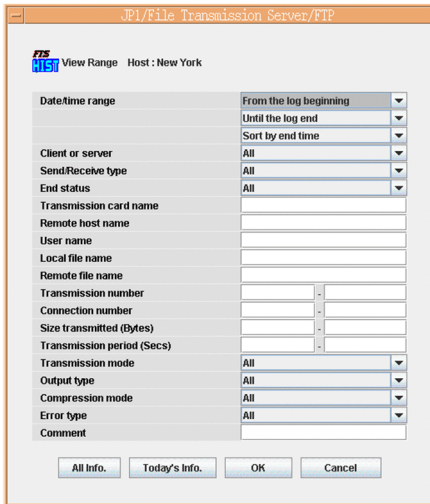 JP1/File Transmission Server/FTP
FTS
HIST View Range Host : New York
Date/time range From the log beginning
Until the log end
Sort by end time
Client or server All
Send/Receive type All
End status All
Transmission card name
Remote host name
User name
Local file name
Remote file name
Transmission number -
Connection number -
Size transmitted (Bytes) -
Transmission period (Secs) -
Transmission mode All
Output type All
Compression mode All
Error type All
Comment
All Info. Today's Info. OK Cancel